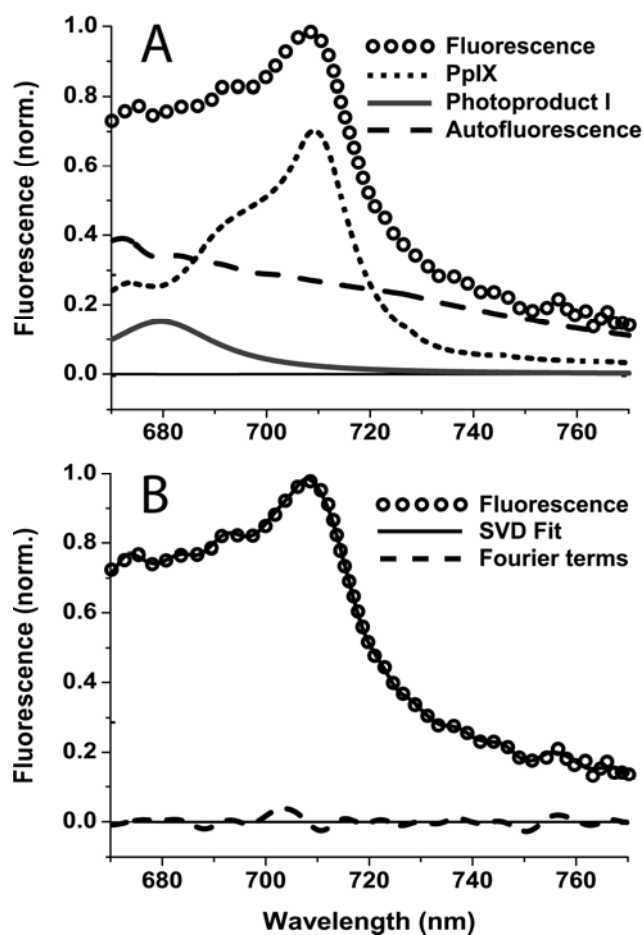 A
Fluorescence
PpIX
Photoproduct I
Autofluorescence
Fluorescence (norm.)
1.0
0.8
0.6
0.4
0.2
0.0
680
700
720
740
760
B
Fluorescence
SVD Fit
Fourier terms
Fluorescence (norm.)
1.0
0.8
0.6
0.4
0.2
0.0
680
700
720
740
760
Wavelength (nm)